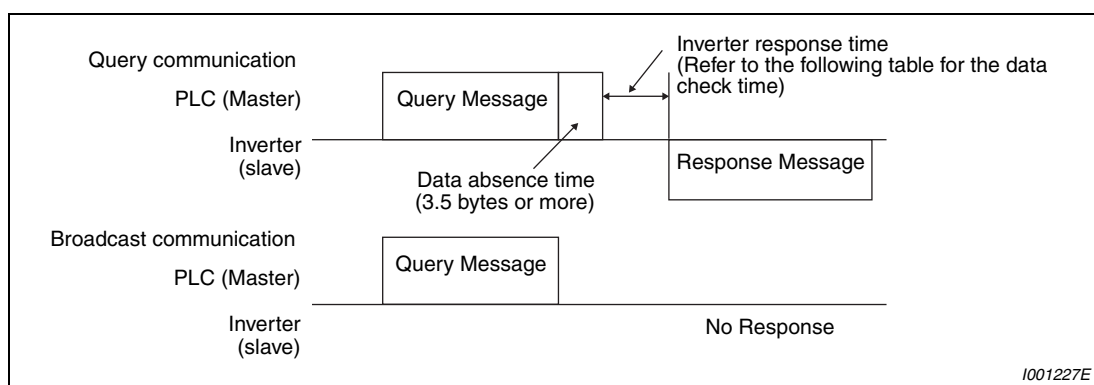 Query communication
PLC (Master)
Inverter
(slave)
Query Message
Inverter response time
(Refer to the following table for the data
check time)
Data absence time
(3.5 bytes or more)
Response Message
Broadcast communication
PLC (Master)
Inverter
(slave)
Query Message
No Response
I001227E